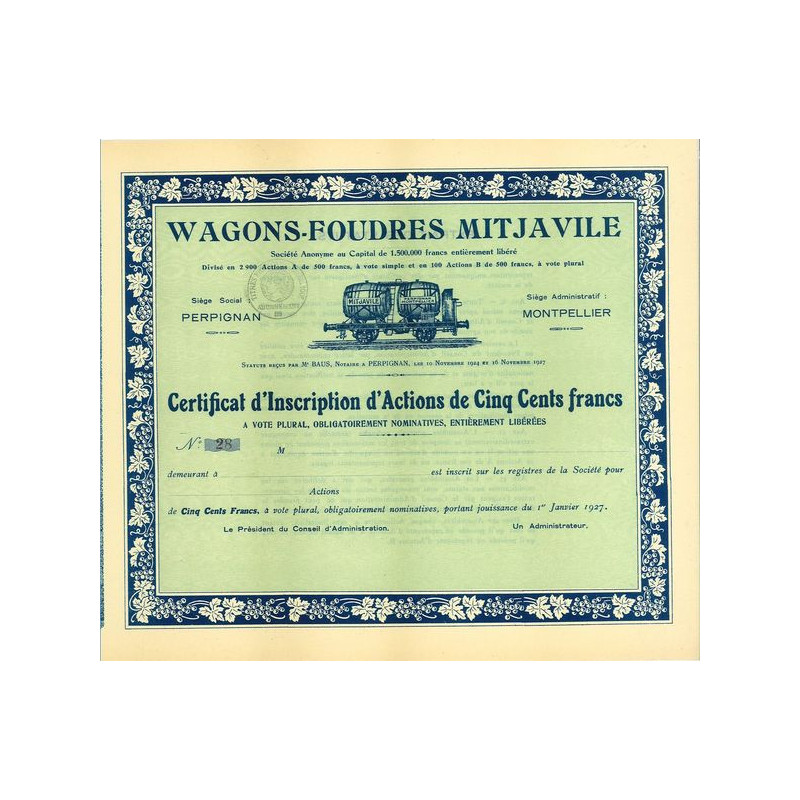 WAGONS-FOUDRES MITJAVILE
Société Anonyme au Capital de 1.500,000 francs entièrement libéré
Divisé en 2.900 Actions A de 500 francs, à vote simple et en 100 Actions B de 500 francs, à vote plural
Siège Social :
PERPIGNAN
Siège Administratif :
MONTPELLIER
MITJAVILE
Statuts reçus par Me BAUS, Notaire a PERPIGNAN, les 10 Novembre 1924 et 16 Novembre 1927
Certificat d'Inscription d'Actions de Cinq Cents francs
A VOTE PLURAL, OBLIGATOIREMENT NOMINATIVES, ENTIÈREMENT LIBÉRÉES
No 28
M
demeurant à est inscrit sur les registres de la Société pour
Actions
de Cinq Cents Francs, à vote plural, obligatoirement nominatives, portant jouissance du 1er Janvier 1927.
Le Président du Conseil d'Administration.
Un Administrateur.